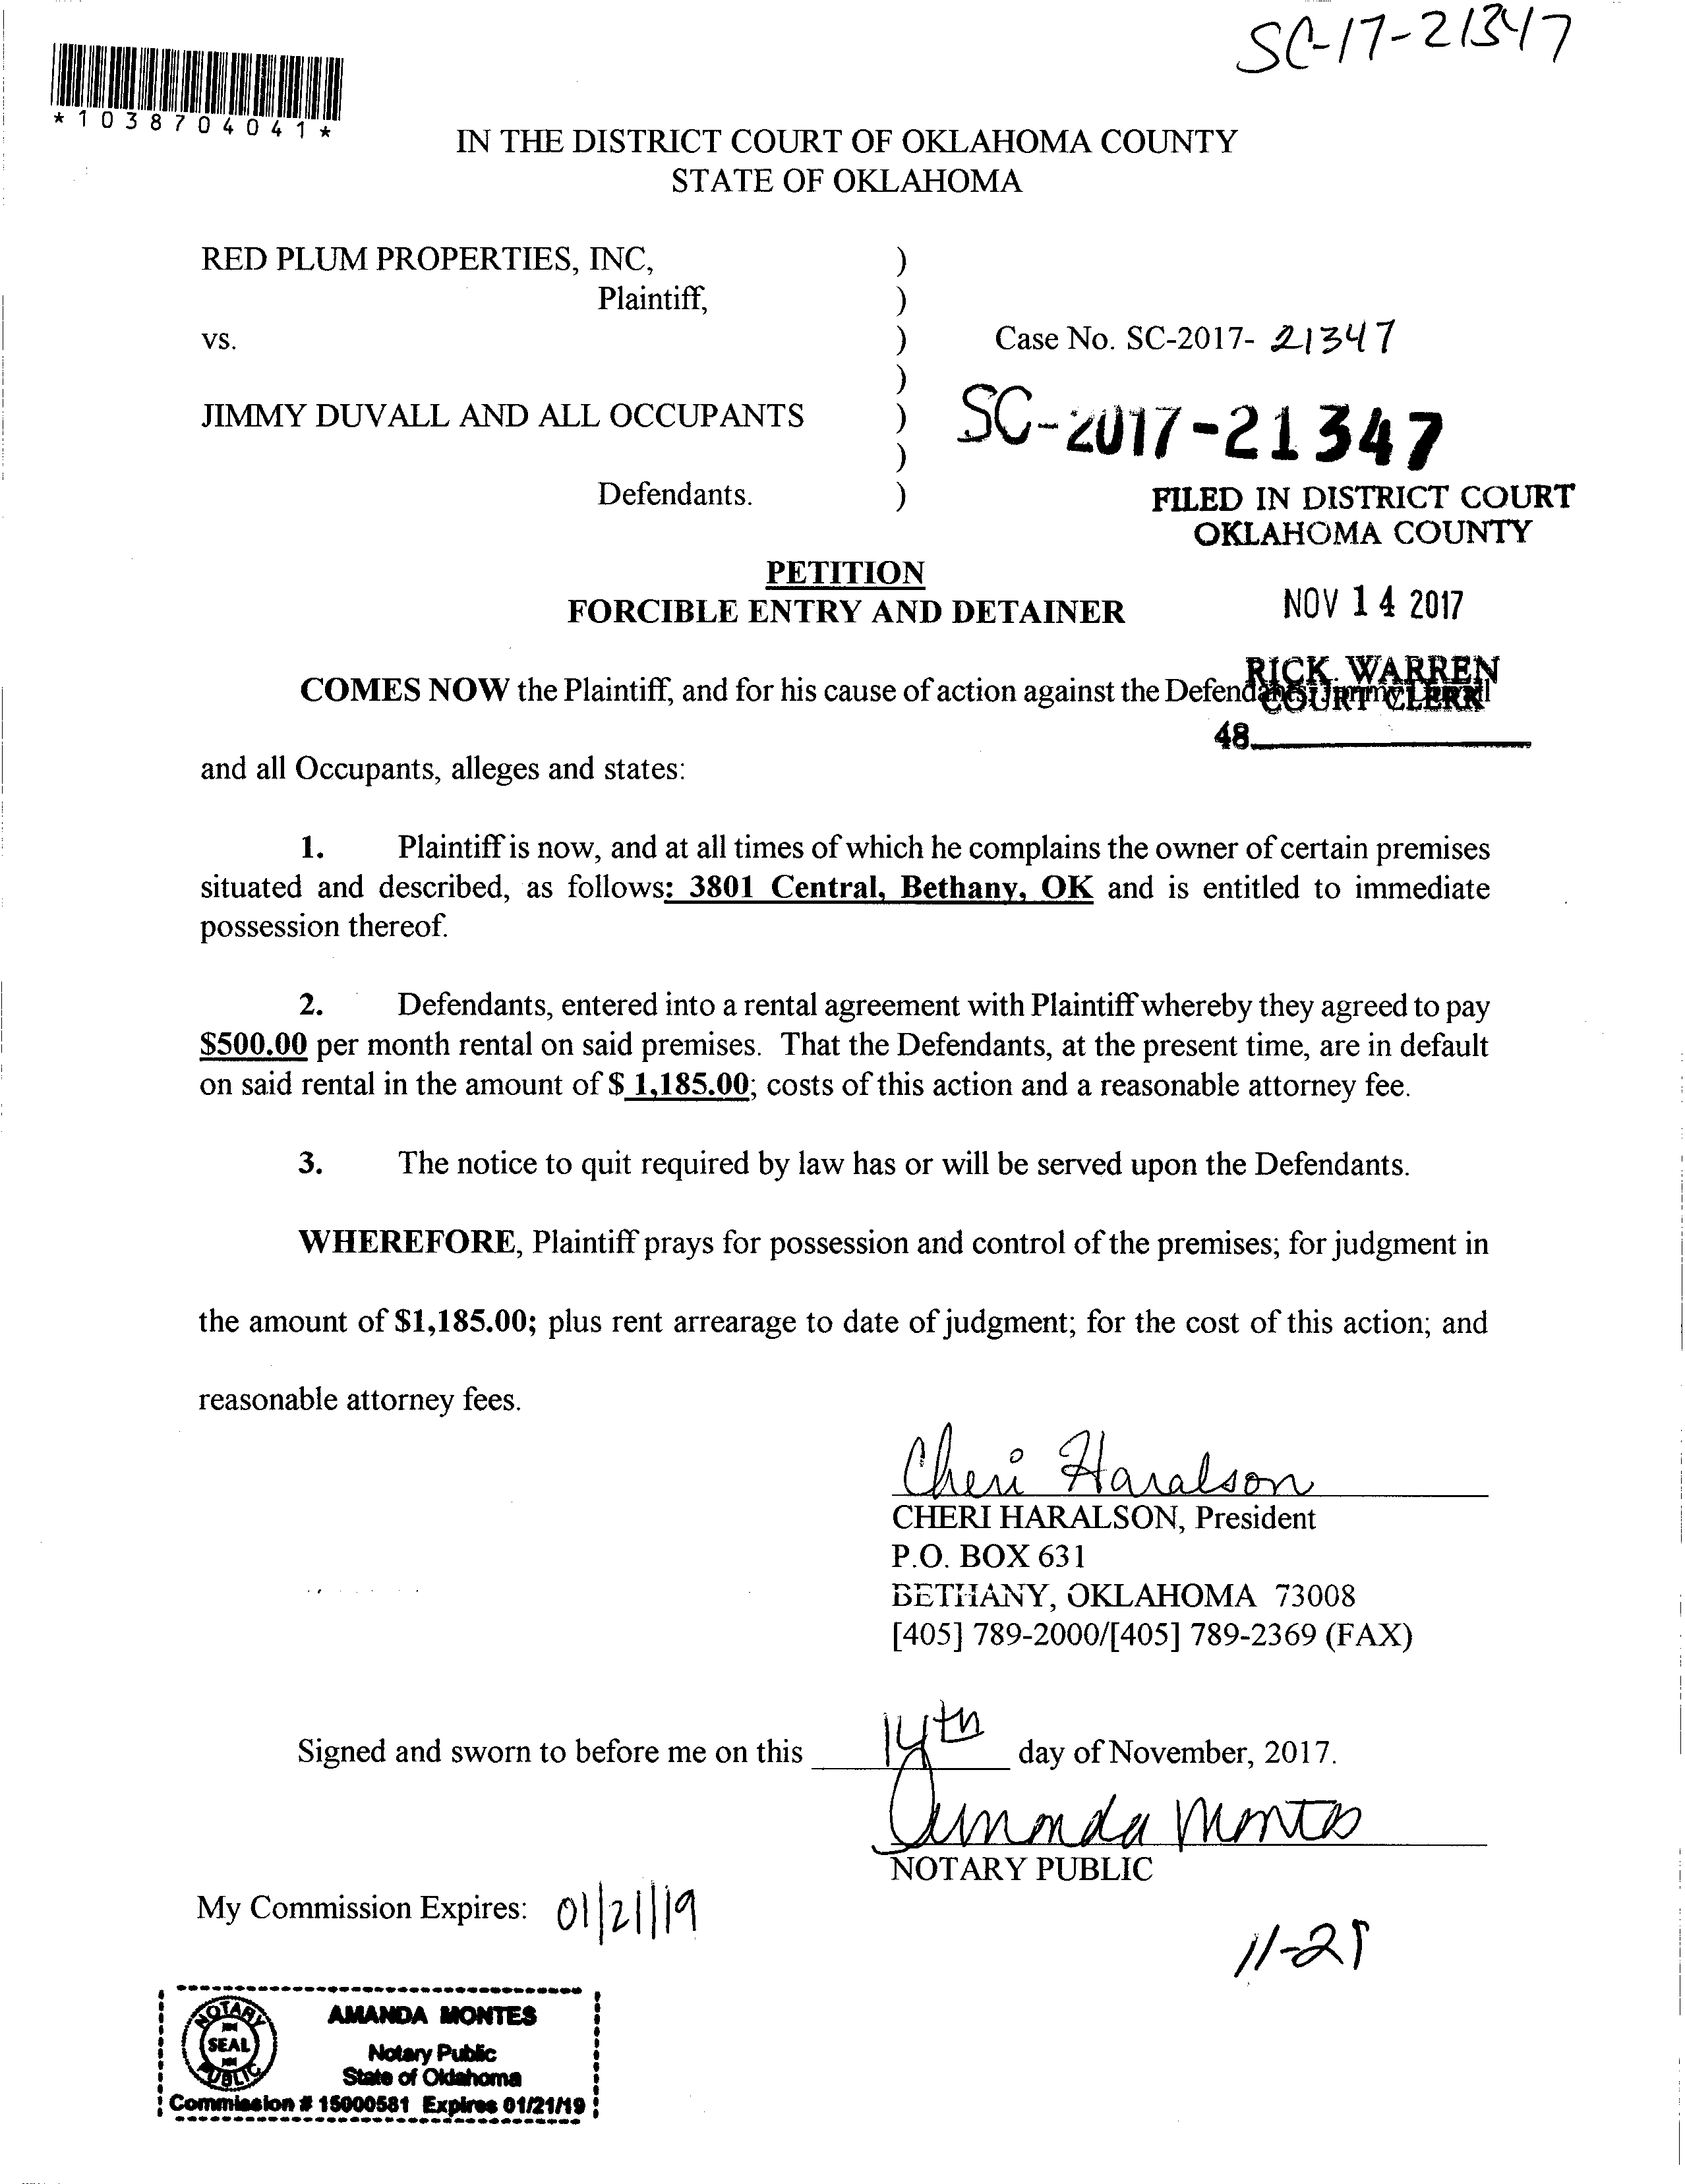 SC-17-21347
*1038704041*
IN THE DISTRICT COURT OF OKLAHOMA COUNTY
STATE OF OKLAHOMA
RED PLUM PROPERTIES, INC, )
Plaintiff, )
vs. ) Case No. SC-2017- 21347
)
JIMMY DUVALL AND ALL OCCUPANTS ) SC-2017-21347
)
Defendants. ) FILED IN DISTRICT COURT
OKLAHOMA COUNTY
PETITION
FORCIBLE ENTRY AND DETAINER NOV 14 2017
RICK WARREN
COURT CLERK
COMES NOW the Plaintiff, and for his cause of action against the
48
and all Occupants, alleges and states:
1. Plaintiff is now, and at all times of which he complains the owner of certain premises
situated and described, as follows: 3801 Central, Bethany, OK and is entitled to immediate
possession thereof.
2. Defendants, entered into a rental agreement with Plaintiff whereby they agreed to pay
$500.00 per month rental on said premises. That the Defendants, at the present time, are in default
on said rental in the amount of $ 1,185.00; costs of this action and a reasonable attorney fee.
3. The notice to quit required by law has or will be served upon the Defendants.
WHEREFORE, Plaintiff prays for possession and control of the premises; for judgment in
the amount of $1,185.00; plus rent arrearage to date of judgment; for the cost of this action; and
reasonable attorney fees.
Cheri Haralson
CHERI HARALSON, President
P.O. BOX 631
BETHANY, OKLAHOMA 73008
[405] 789-2000/[405] 789-2369 (FAX)
Signed and sworn to before me on this 14th day of November, 2017.
Amanda Montes
NOTARY PUBLIC
My Commission Expires: 01/21/19
NOTARY
SEAL
PUBLIC
AMANDA MONTES
Notary Public
State of Oklahoma
Commission # 15000581 Expires 01/21/19